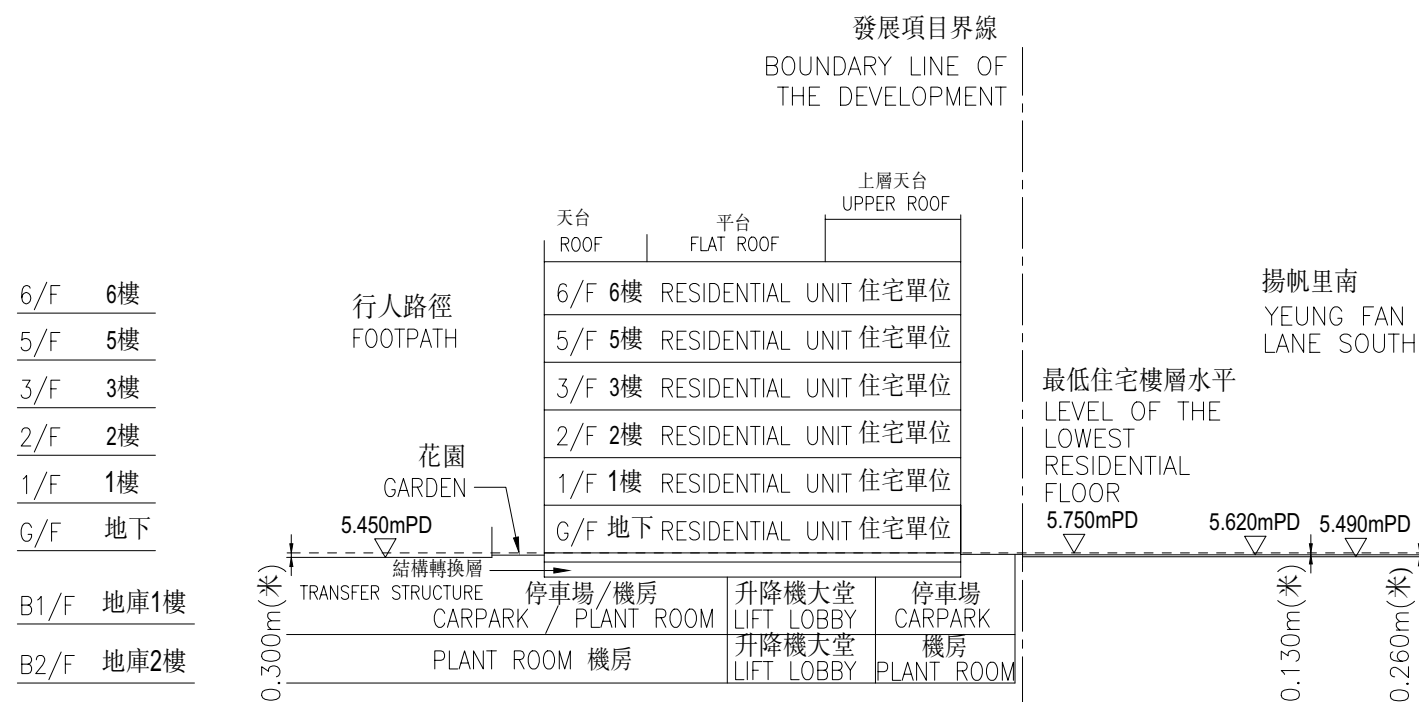 發展項目界線
BOUNDARY LINE OF
THE DEVELOPMENT
上層天台
UPPER ROOF
天台
ROOF
平台
FLAT ROOF
6/F 6樓
5/F 5樓
3/F 3樓
2/F 2樓
1/F 1樓
G/F 地下
B1/F 地庫1樓
B2/F 地庫2樓
行人路徑
FOOTPATH
花園
GARDEN
5.450mPD
0.300m(米)
6/F 6樓 RESIDENTIAL UNIT 住宅單位
5/F 5樓 RESIDENTIAL UNIT 住宅單位
3/F 3樓 RESIDENTIAL UNIT 住宅單位
2/F 2樓 RESIDENTIAL UNIT 住宅單位
1/F 1樓 RESIDENTIAL UNIT 住宅單位
G/F 地下 RESIDENTIAL UNIT 住宅單位
結構轉換層
TRANSFER STRUCTURE
停車場/機房
CARPARK / PLANT ROOM
升降機大堂
LIFT LOBBY
停車場
CARPARK
PLANT ROOM 機房
升降機大堂
LIFT LOBBY
機房
PLANT ROOM
揚帆里南
YEUNG FAN
LANE SOUTH
最低住宅樓層水平
LEVEL OF THE
LOWEST
RESIDENTIAL
FLOOR
5.750mPD
5.620mPD
5.490mPD
0.130m(米)
0.260m(米)